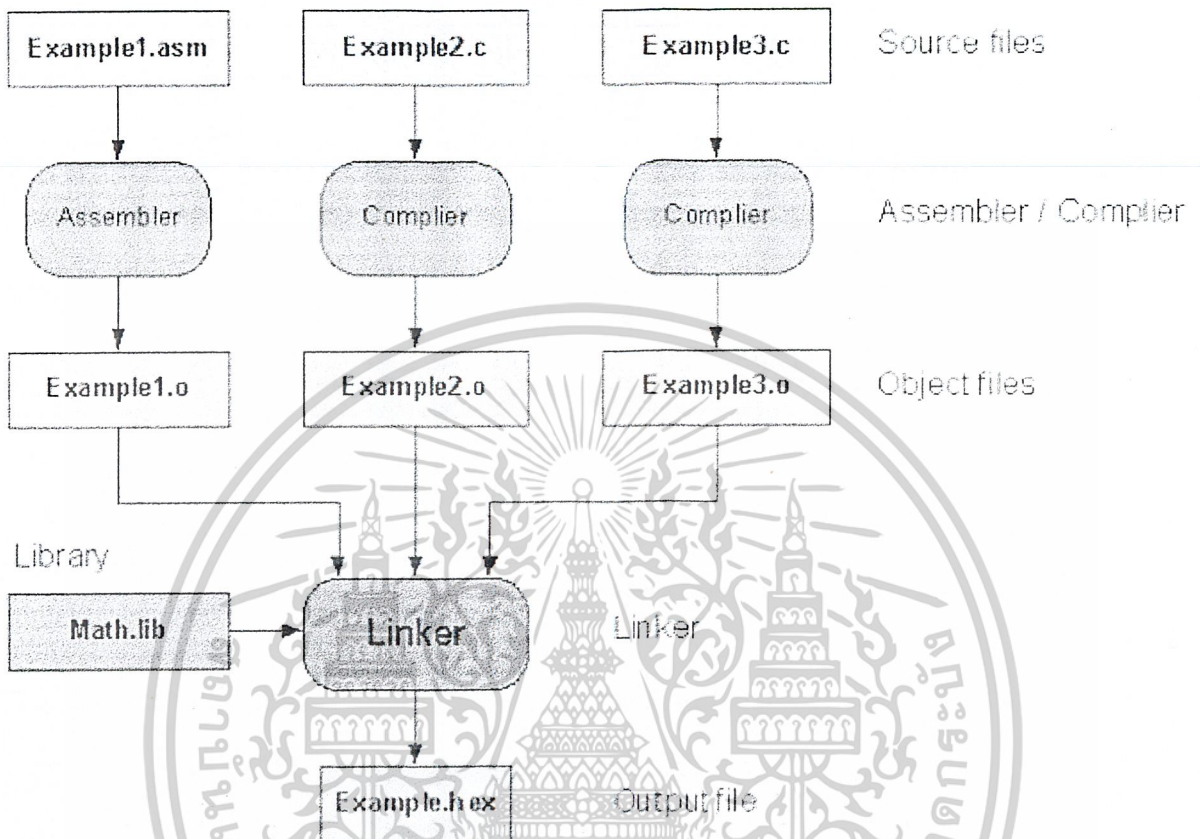 Example1.asm
Example2.c
Example3.c
Source files
Assembler
Complier
Complier
Assembler / Complier
Example1.o
Example2.o
Example3.o
Object files
Library
Math.lib
Linker
Linker
Example.hex
Output file